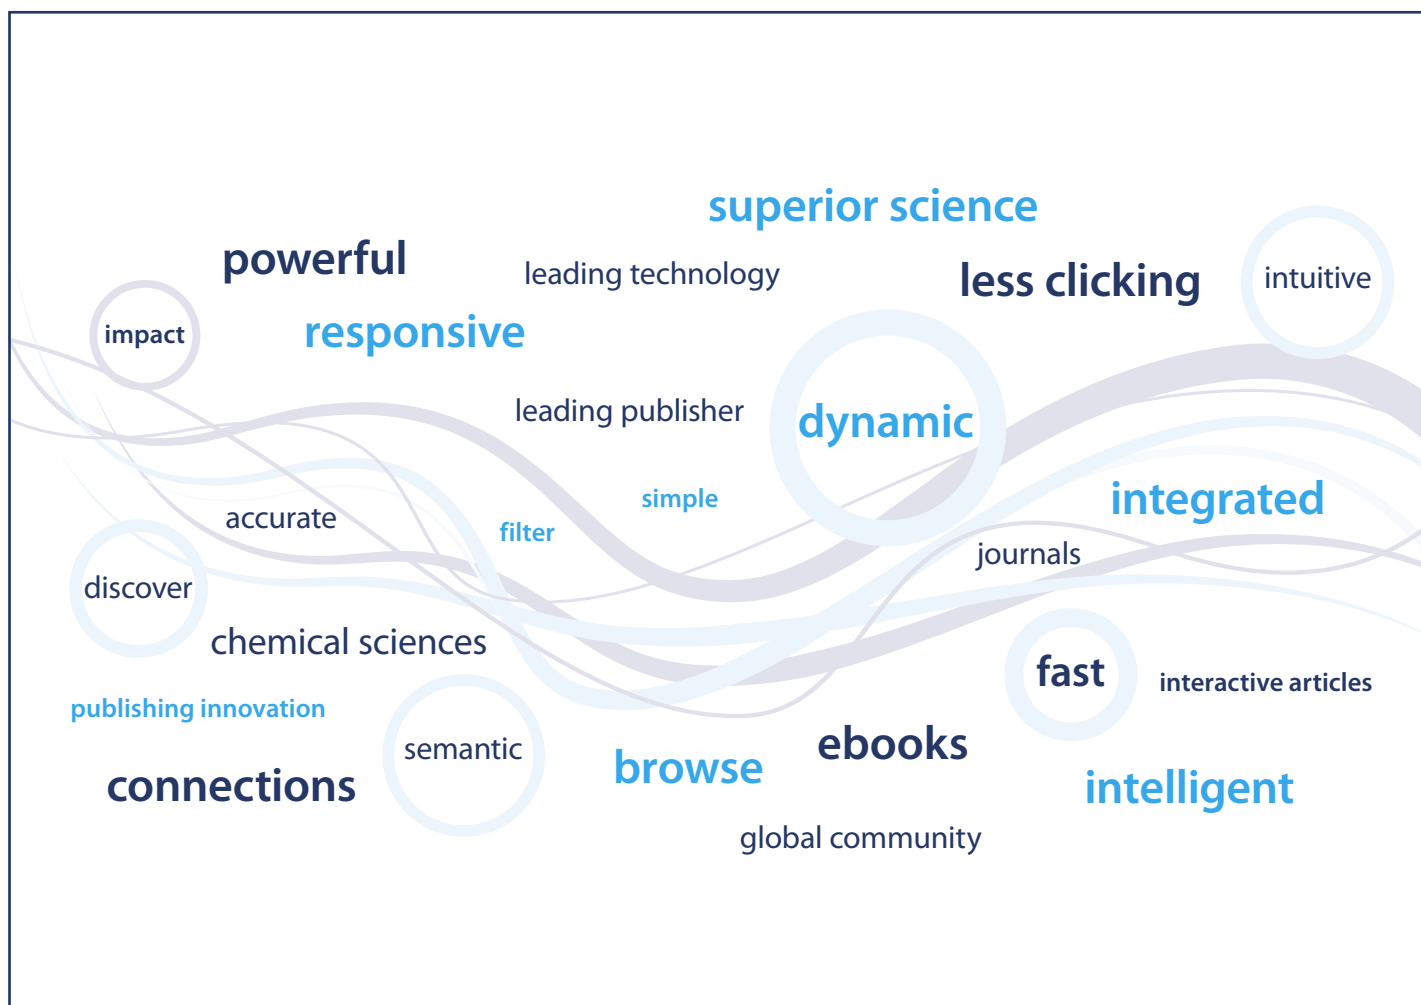 superior science
powerful
leading technology
less clicking
intuitive
impact
responsive
leading publisher
dynamic
simple
integrated
accurate
filter
journals
discover
chemical sciences
fast
interactive articles
publishing innovation
semantic
browse
ebooks
connections
intelligent
global community